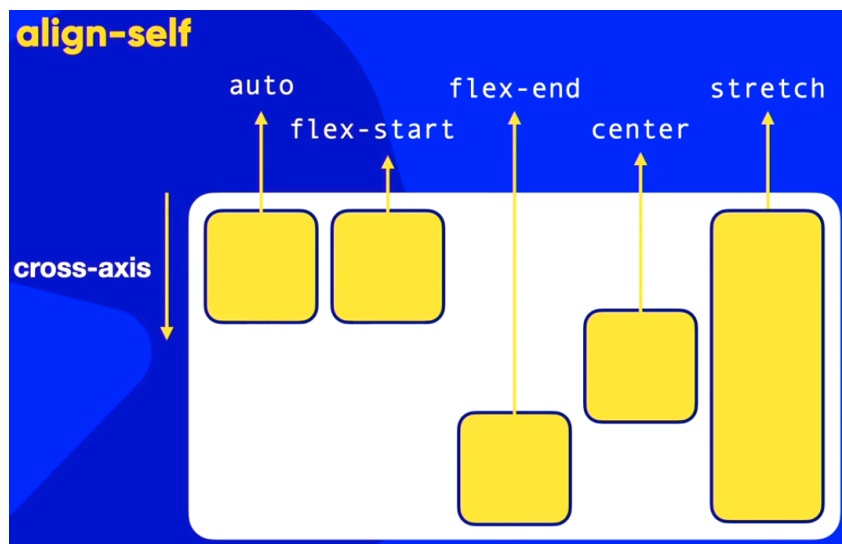 align-self
auto
flex-start
flex-end
center
stretch
cross-axis